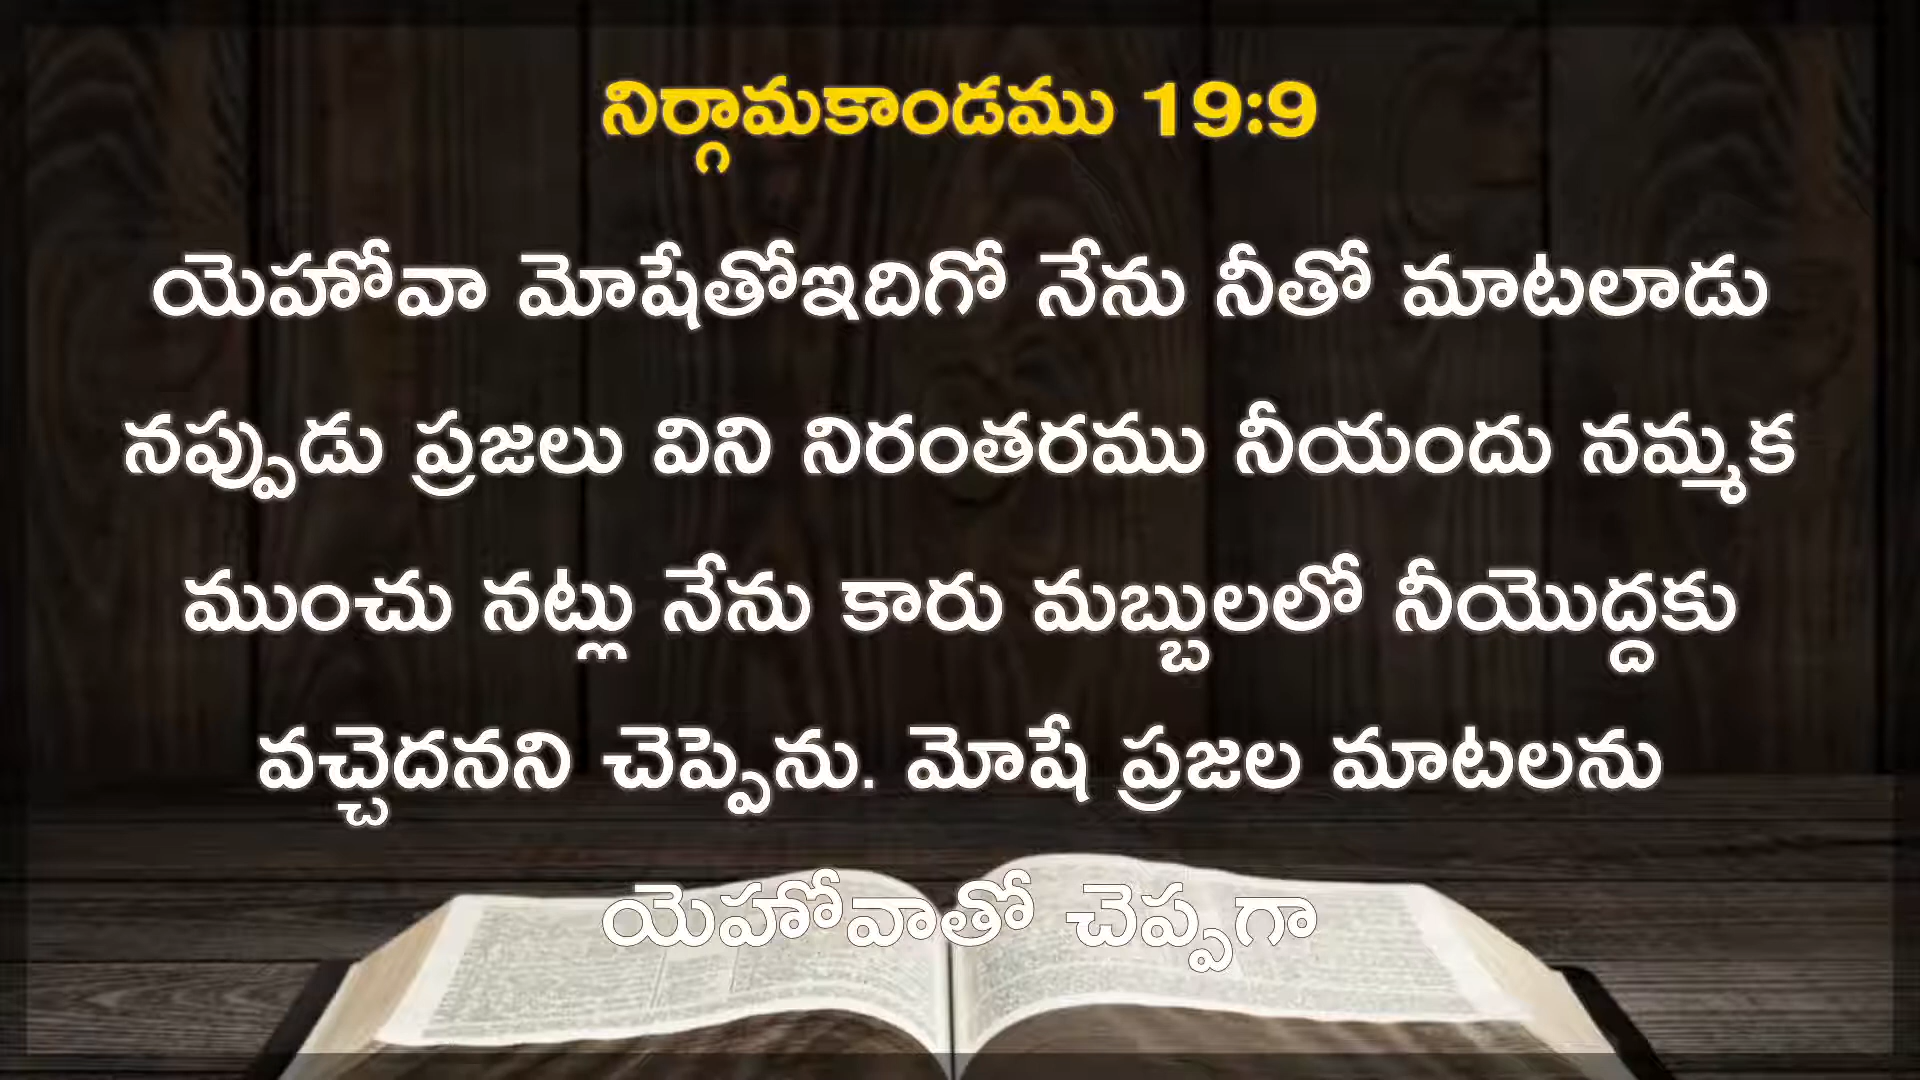 నిర్గామకాండము 19:9
యెహోవా మోషేతోఇదిగో నేను నీతో మాటలాడు
నప్పుడు ప్రజలు విని నిరంతరము నీయందు నమ్మక
ముంచు నట్లు నేను కారు మబ్బులలో నీయొద్దకు
వచ్చెదనని చెప్పెను. మోషే ప్రజల మాటలను
యెహోవాతో చెప్పగా